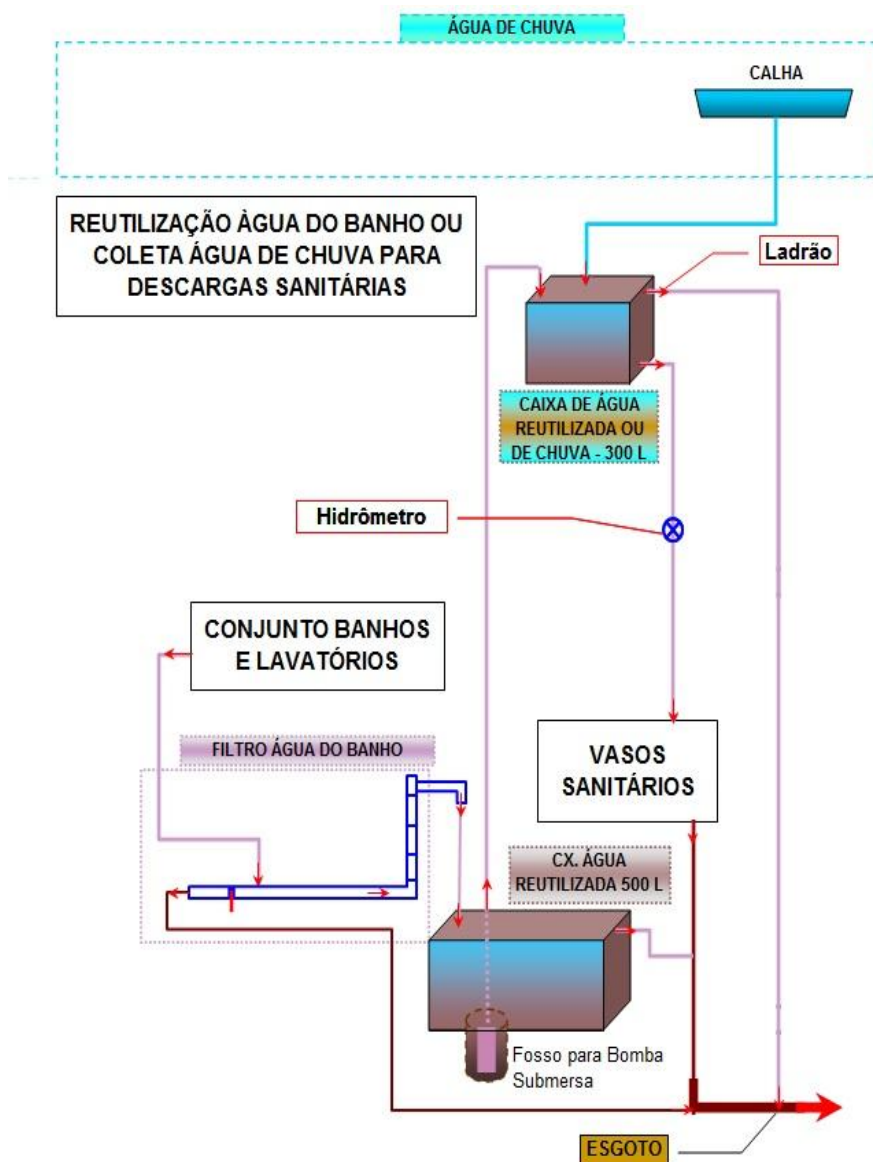 ÁGUA DE CHUVA
CALHA
REUTILIZAÇÃO ÀGUA DO BANHO OU
COLETA ÁGUA DE CHUVA PARA
DESCARGAS SANITÁRIAS
Ladrão
CAIXA DE ÁGUA
REUTILIZADA OU
DE CHUVA - 300 L
Hidrômetro
CONJUNTO BANHOS
E LAVATÓRIOS
FILTRO ÁGUA DO BANHO
VASOS
SANITÁRIOS
CX. ÁGUA
REUTILIZADA 500 L
Fosso para Bomba
Submersa
ESGOTO